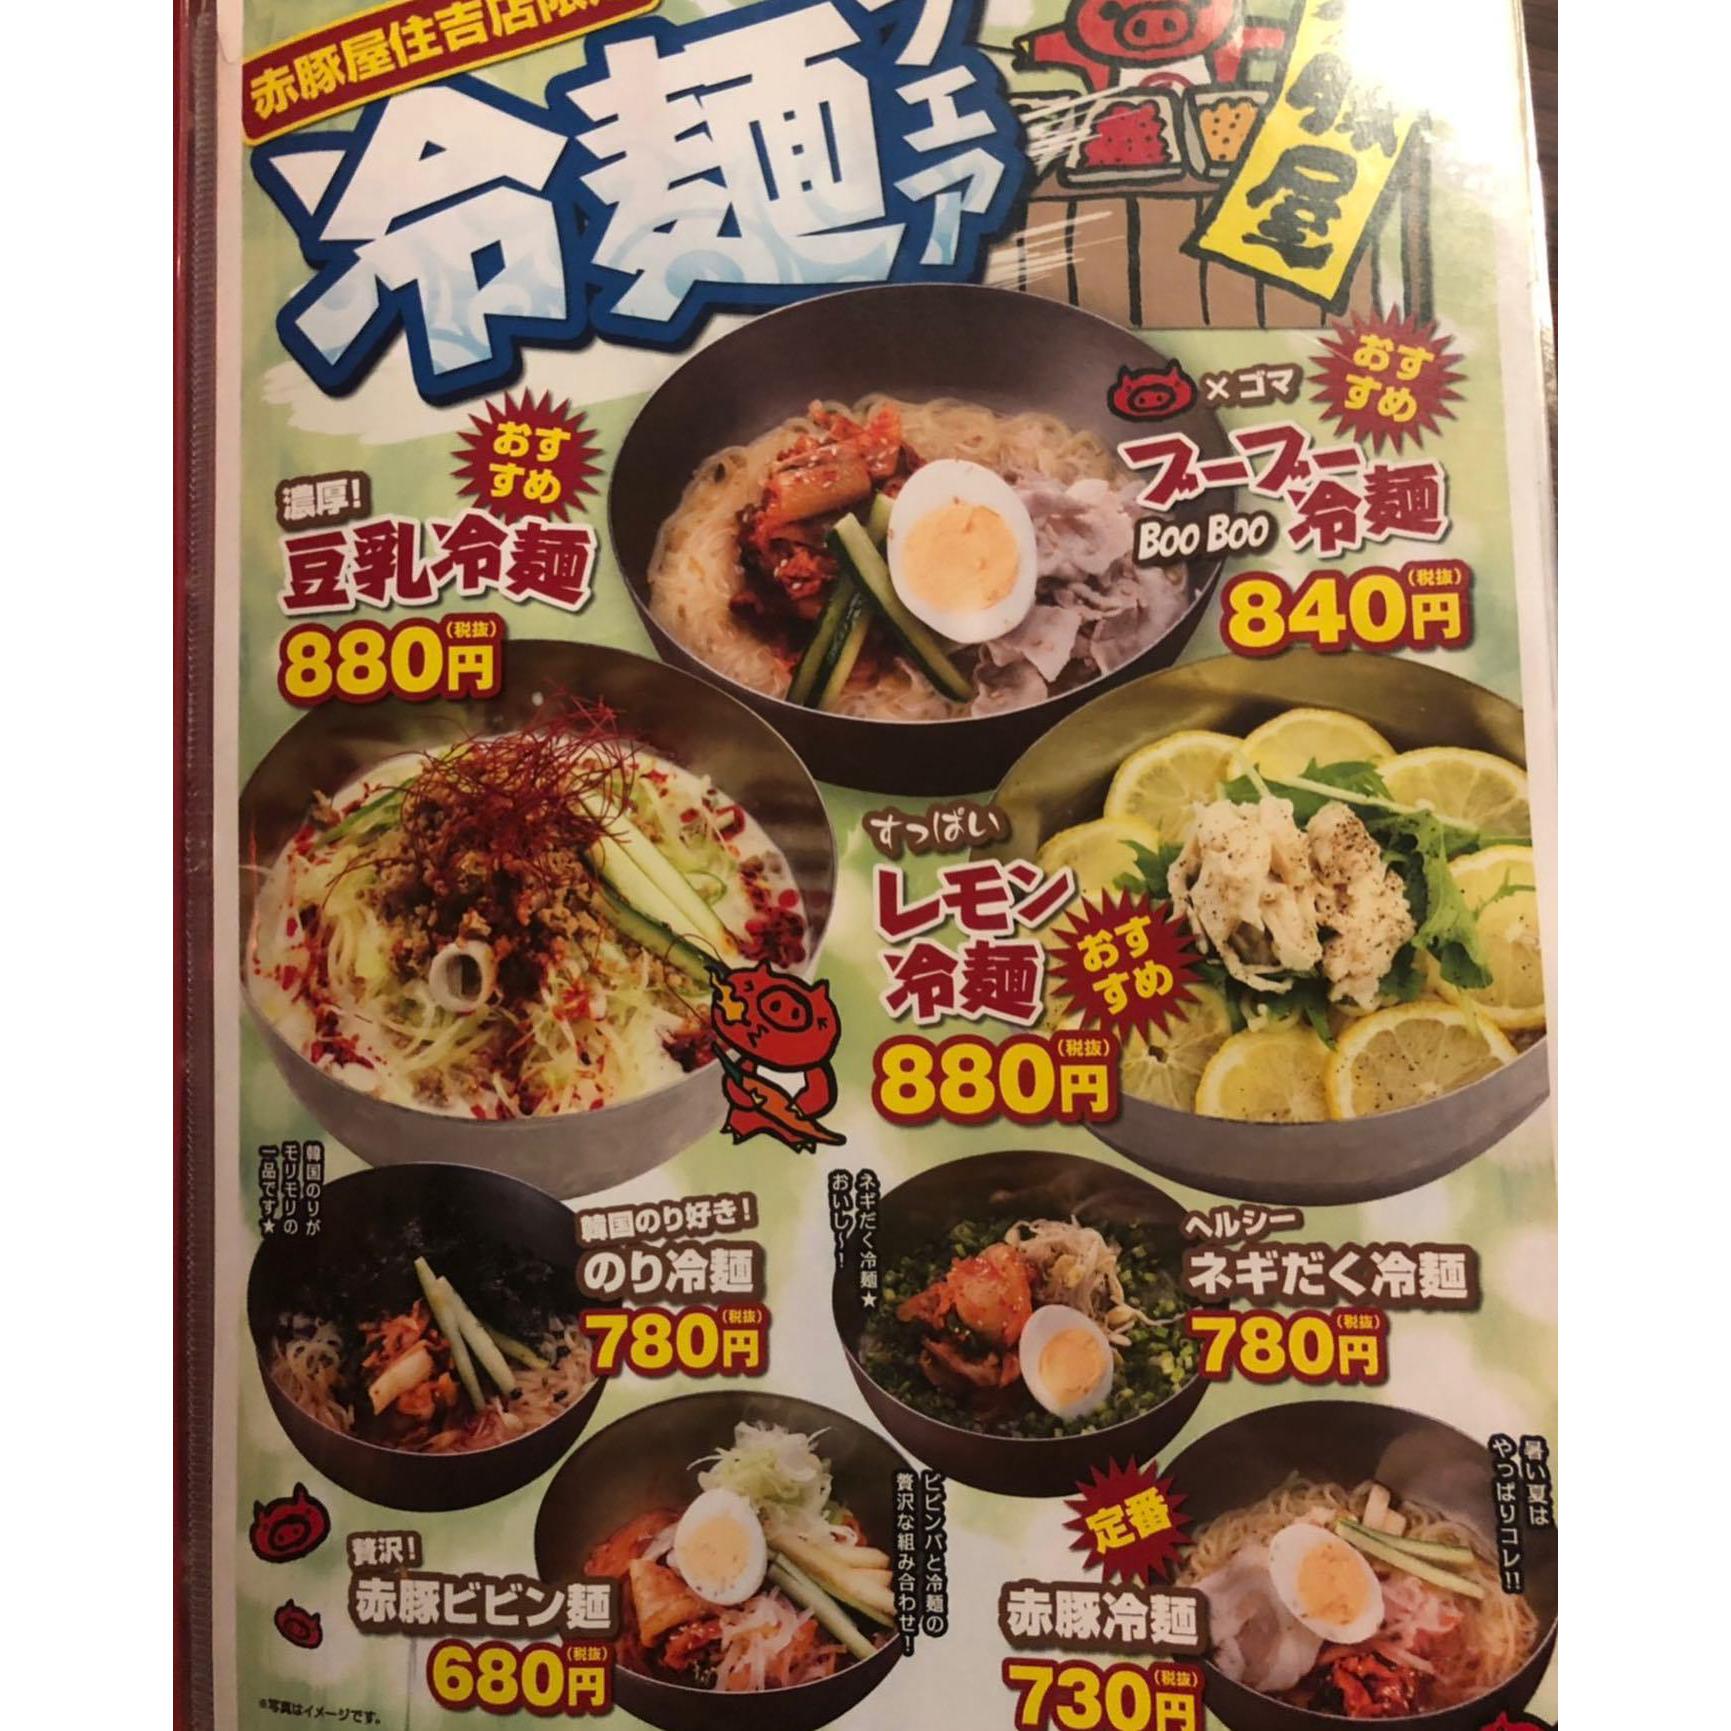 赤豚屋住吉店限
冷麺フェア
豚屋
×ゴマ
おす
すめ
ブーブー
BOO BOO 冷麺
840円(税抜)
おす
すめ
濃厚!
豆乳冷麺
880円(税抜)
すっぱい
レモン
冷麺
おす
すめ
880円(税抜)
韓国のりが
モリモリの
一品です★
韓国のり好き!
のり冷麺
780円(税抜)
ネギだく冷麺★
おいし〜!
ヘルシー
ネギだく冷麺
780円(税抜)
贅沢!
赤豚ビビン麺
680円(税抜)
ビビンバと冷麺の
贅沢な組み合わせ!
定番
赤豚冷麺
730円(税抜)
暑い夏は
やっぱりコレ!!
※写真はイメージです。